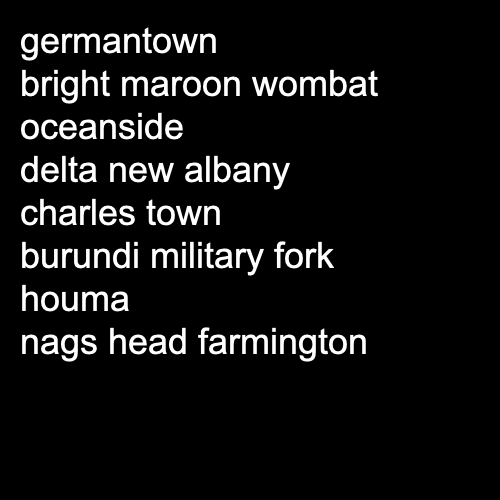 germantown
bright maroon wombat
oceanside
delta new albany
charles town
burundi military fork
houma
nags head farmington